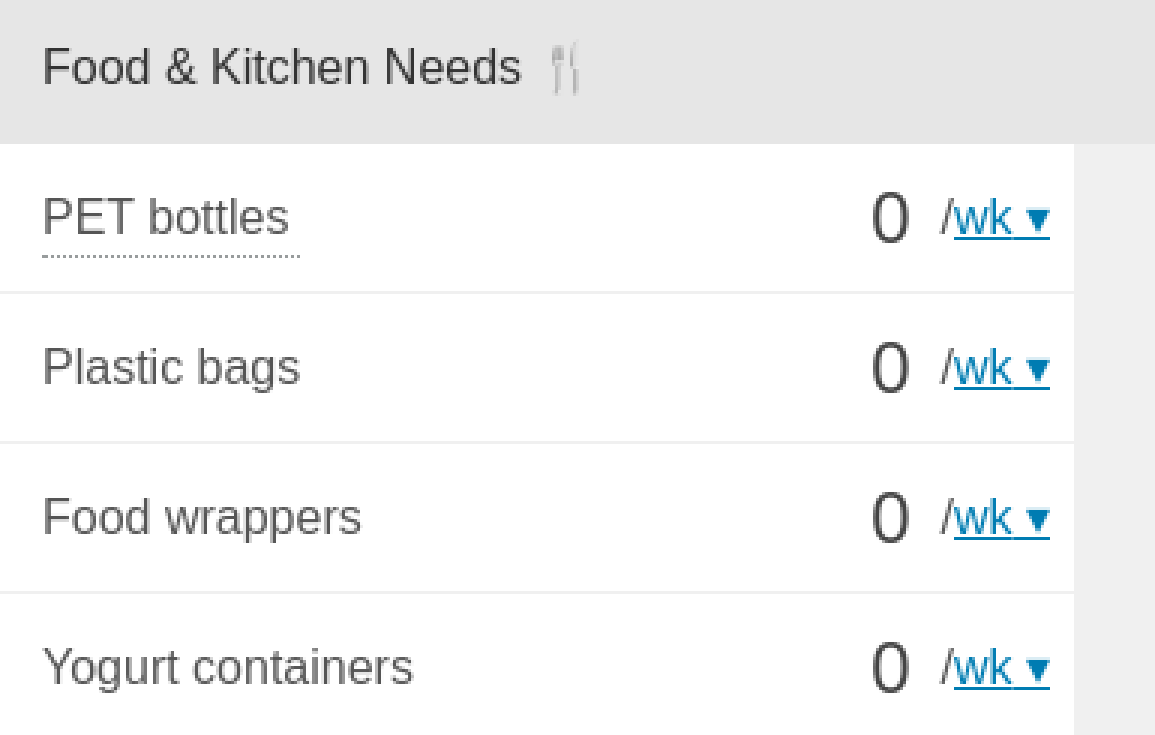 Food & Kitchen Needs 🍴
PET bottles 0 /wk ▼
Plastic bags 0 /wk ▼
Food wrappers 0 /wk ▼
Yogurt containers 0 /wk ▼